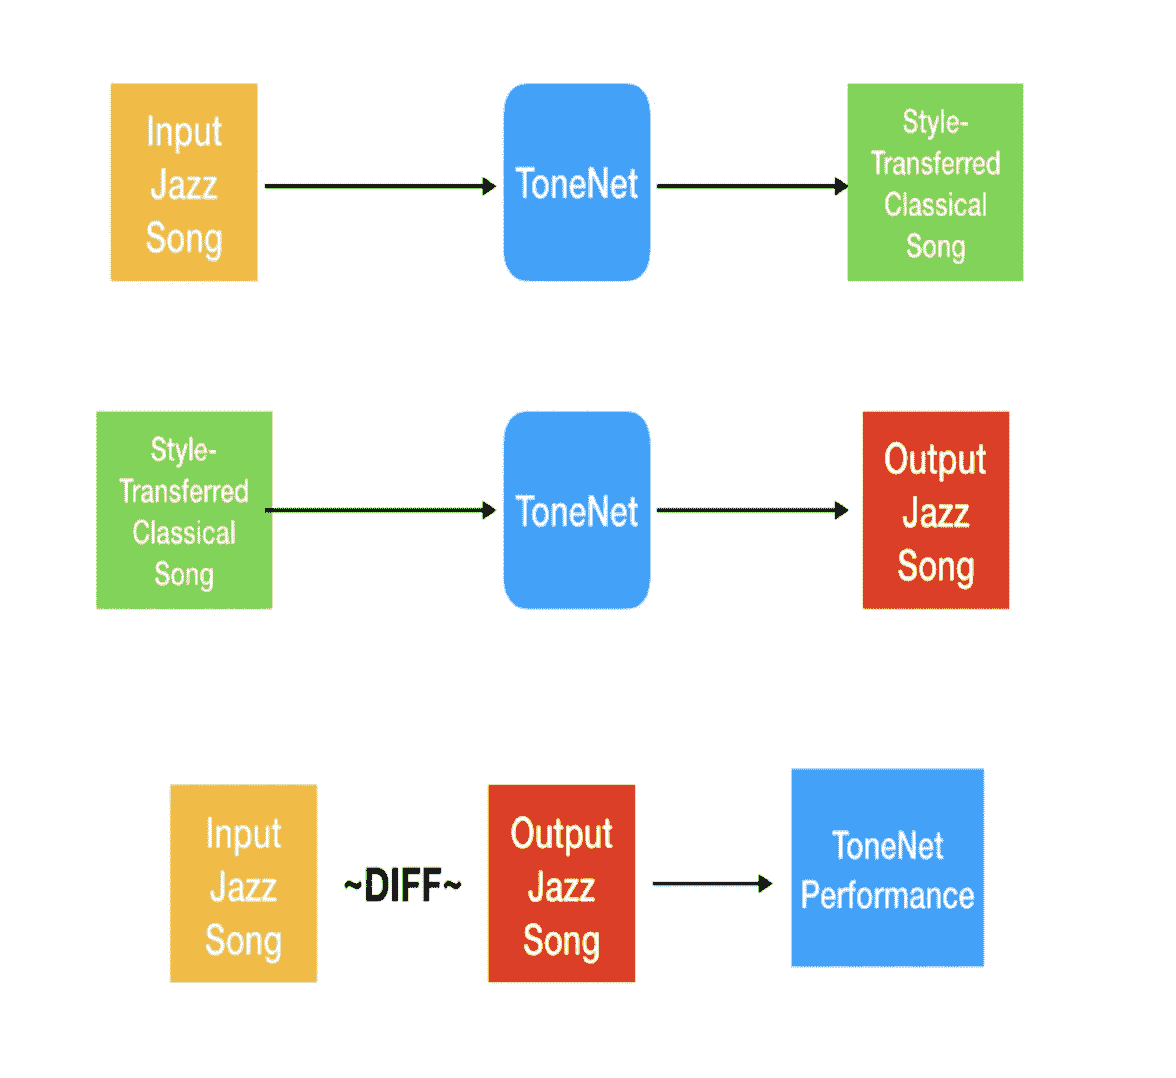 Input
Jazz
Song
ToneNet
Style-
Transferred
Classical
Song
Style-
Transferred
Classical
Song
ToneNet
Output
Jazz
Song
Input
Jazz
Song
~DIFF~
Output
Jazz
Song
ToneNet
Performance